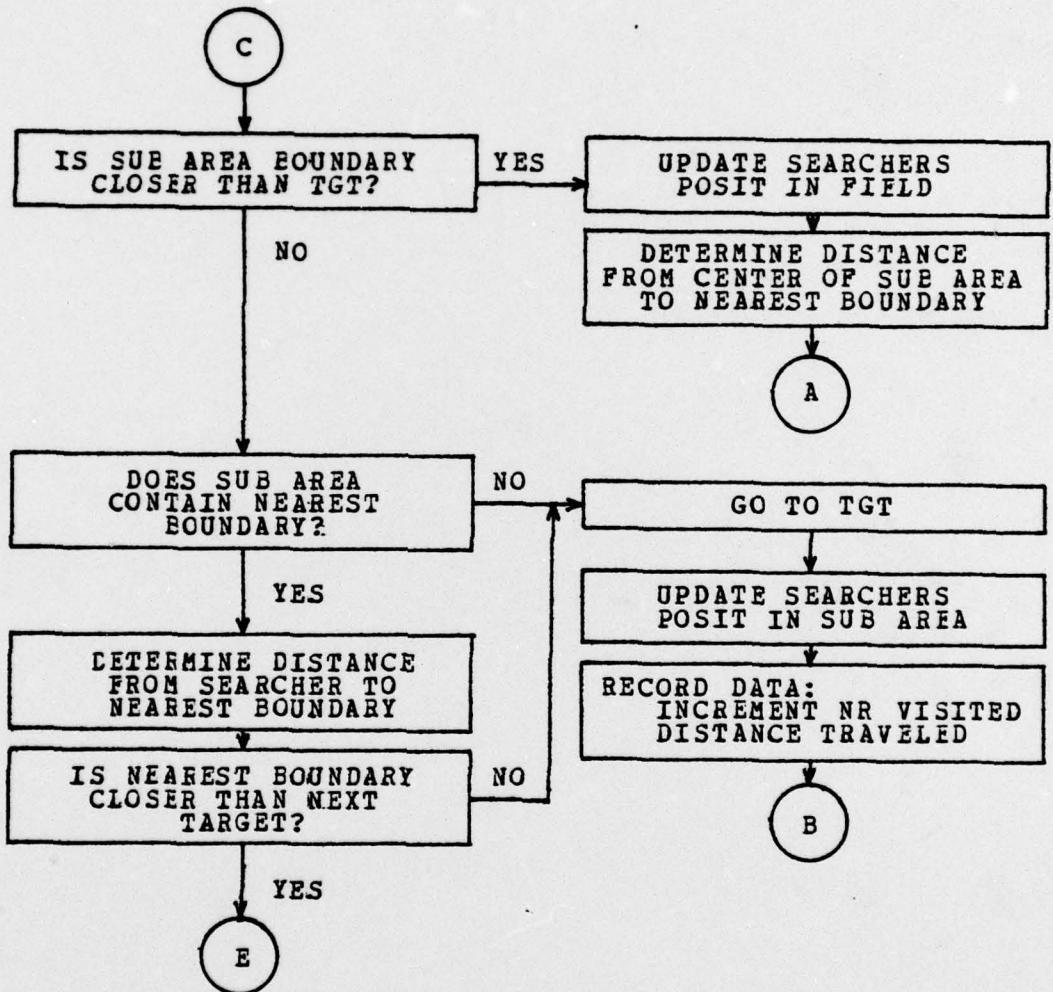 C
IS SUB AREA BOUNDARY
CLOSER THAN TGT?
YES
UPDATE SEARCHERS
POSIT IN FIELD
NO
DETERMINE DISTANCE
FROM CENTER OF SUB AREA
TO NEAREST BOUNDARY
A
DOES SUB AREA
CONTAIN NEAREST
BOUNDARY?
NO
GO TO TGT
YES
UPDATE SEARCHERS
POSIT IN SUB AREA
DETERMINE DISTANCE
FROM SEARCHER TO
NEAREST BOUNDARY
RECORD DATA:
INCREMENT NR VISITED
DISTANCE TRAVELED
IS NEAREST BOUNDARY
CLOSER THAN NEXT
TARGET?
NO
B
YES
E